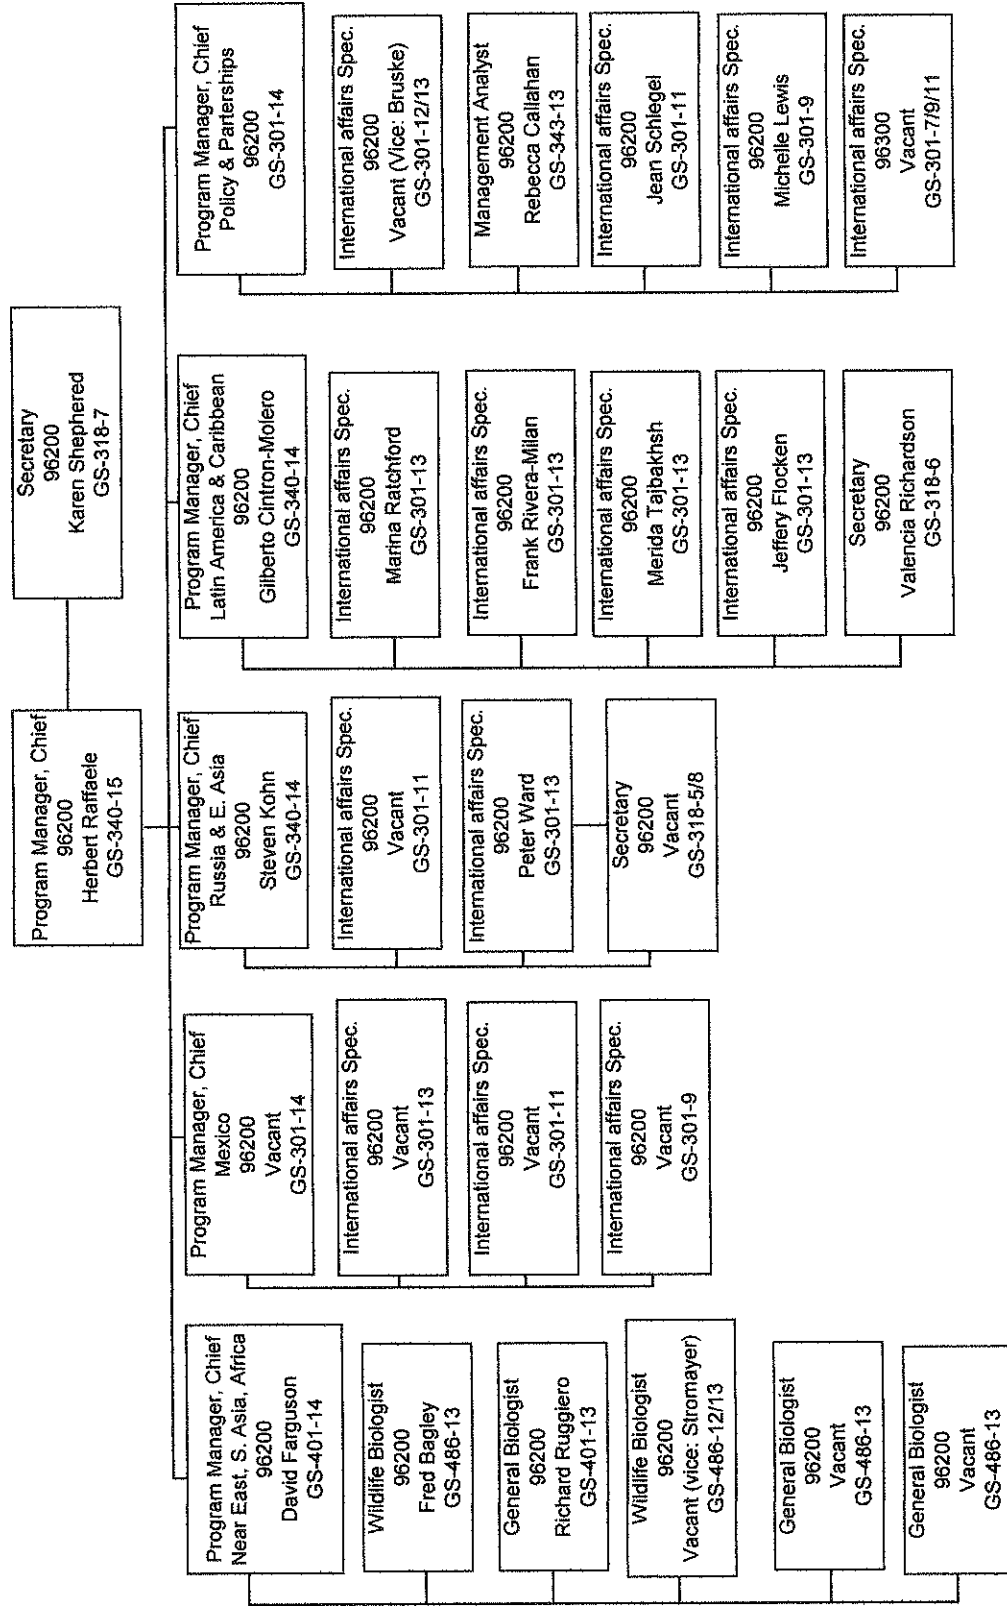 Program Manager, Chief
96200
Herbert Raffaele
GS-340-15
Secretary
96200
Karen Shephered
GS-318-7
Program Manager, Chief
Near East, S. Asia, Africa
96200
David Farguson
GS-401-14
Wildlife Biologist
96200
Fred Bagley
GS-486-13
General Biologist
96200
Richard Ruggiero
GS-401-13
Wildlife Biologist
96200
Vacant (vice: Stromayer)
GS-486-12/13
General Biologist
96200
Vacant
GS-486-13
General Biologist
96200
Vacant
GS-486-13
Program Manager, Chief
Mexico
96200
Vacant
GS-301-14
International affairs Spec.
96200
Vacant
GS-301-13
International affairs Spec.
96200
Vacant
GS-301-11
International affairs Spec.
96200
Vacant
GS-301-9
Program Manager, Chief
Russia & E. Asia
96200
Steven Kohn
GS-340-14
International affairs Spec.
96200
Vacant
GS-301-11
International affairs Spec.
96200
Peter Ward
GS-301-13
Secretary
96200
Vacant
GS-318-5/8
Program Manager, Chief
Latin America & Caribbean
96200
Gilberto Cintron-Molero
GS-340-14
International affairs Spec.
96200
Marina Ratchford
GS-301-13
International affairs Spec.
96200
Frank Rivera-Milan
GS-301-13
International affairs Spec.
96200
Merida Tajbakhsh
GS-301-13
International affairs Spec.
96200
Jeffery Flocken
GS-301-13
Secretary
96200
Valencia Richardson
GS-318-6
Program Manager, Chief
Policy & Parterships
96200
GS-301-14
International affairs Spec.
96200
Vacant (Vice: Bruske)
GS-301-12/13
Management Analyst
96200
Rebecca Callahan
GS-343-13
International affairs Spec.
96200
Jean Schlegel
GS-301-11
International affairs Spec.
96200
Michelle Lewis
GS-301-9
International affairs Spec.
96300
Vacant
GS-301-7/9/11